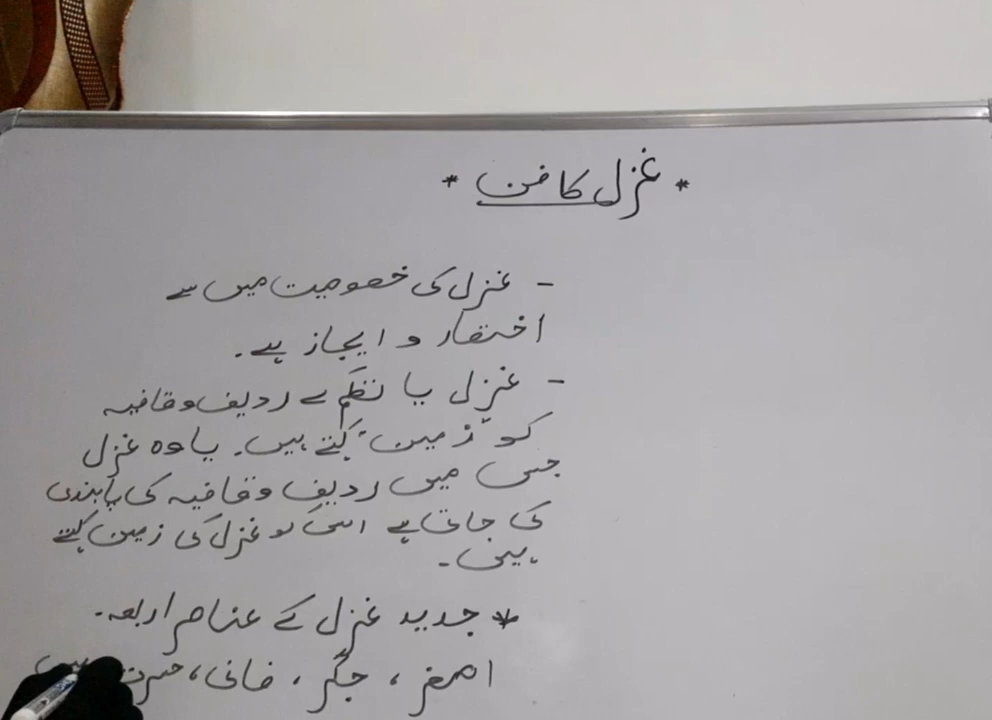 * غزل کا فن *
- غزل کی خصوصیت میں سے
اختصار و ایجاز ہے۔
- غزل یا نظم کے ردیف و قافیہ
کو "زمین" کہتے ہیں۔ یا وہ غزل
جس میں ردیف و قافیہ کی پابندی
کی جاتی ہے اسی کو غزل کی زمین کہتے
ہیں۔
* جدید غزل کے عناصر اربعہ۔
اصغر، جگر، فانی، حسرت